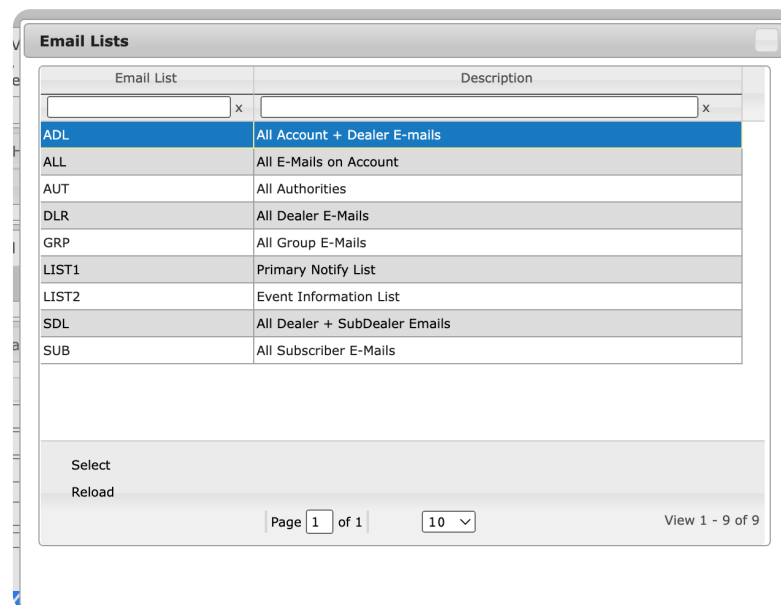 Email Lists
Email List Description
x x
ADL All Account + Dealer E-mails
ALL All E-Mails on Account
AUT All Authorities
DLR All Dealer E-Mails
GRP All Group E-Mails
LIST1 Primary Notify List
LIST2 Event Information List
SDL All Dealer + SubDealer Emails
SUB All Subscriber E-Mails
Select
Reload
Page 1 of 1 10 View 1 - 9 of 9